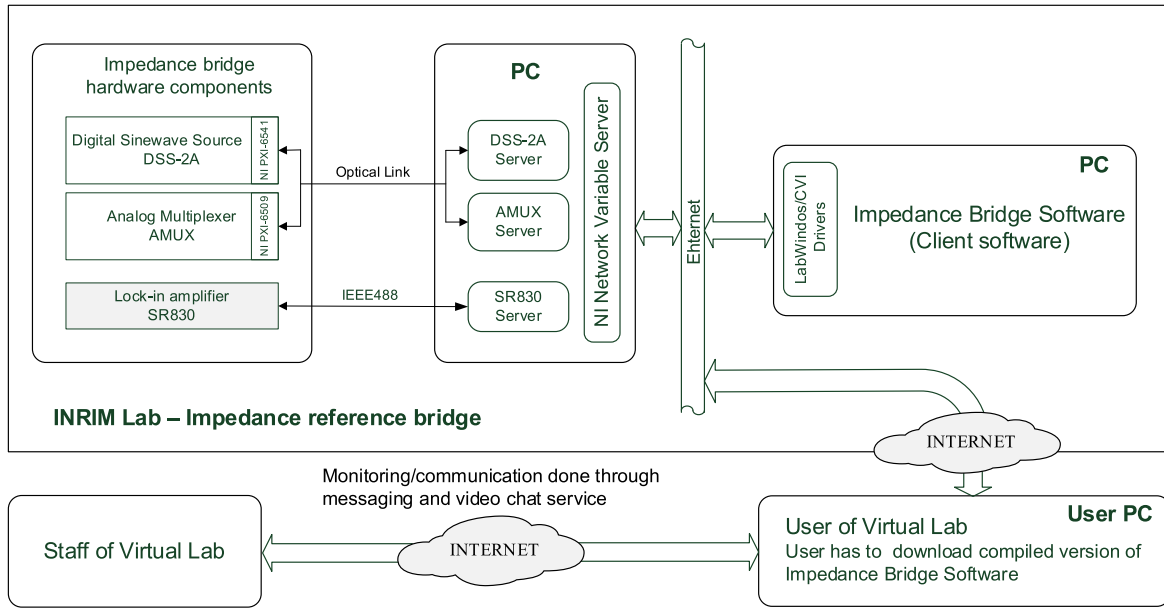 Impedance bridge
hardware components
Digital Sinewave Source
DSS-2A
NI PXI-6541
Analog Multiplexer
AMUX
NI PXI-6509
Lock-in amplifier
SR830
Optical Link
IEEE488
PC
DSS-2A
Server
AMUX
Server
SR830
Server
NI Network Variable Server
Ehternet
PC
LabWindos/CVI
Drivers
Impedance Bridge Software
(Client software)
INRIM Lab – Impedance reference bridge
INTERNET
Monitoring/communication done through
messaging and video chat service
Staff of Virtual Lab
INTERNET
User PC
User of Virtual Lab
User has to download compiled version of
Impedance Bridge Software